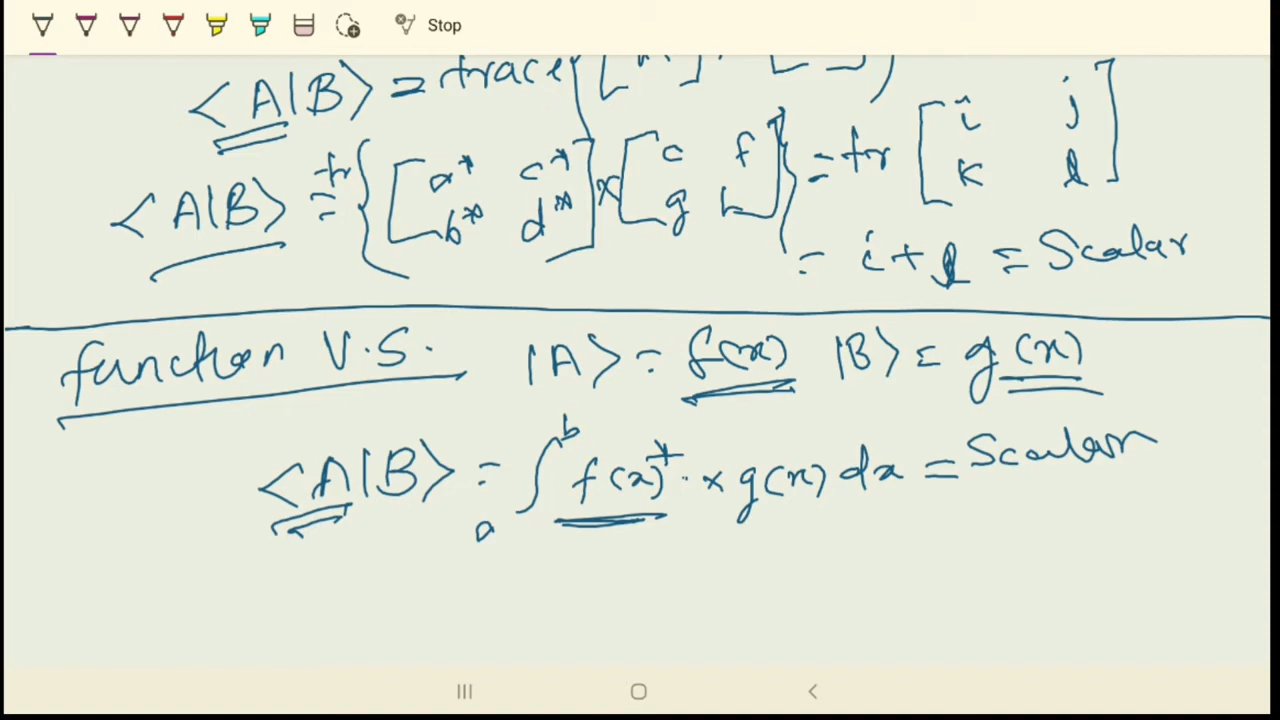 Stop
<A|B> = trace
<A|B> = tr { [ a* c* b* d* ] × [ c f g h ] } = tr [ i j k l ]
= i + l = Scalar
function V.S. |A> = f(x) |B> = g(x)
<A|B> = ∫ₐᵇ f(x)* · × g(x) dx = Scalar